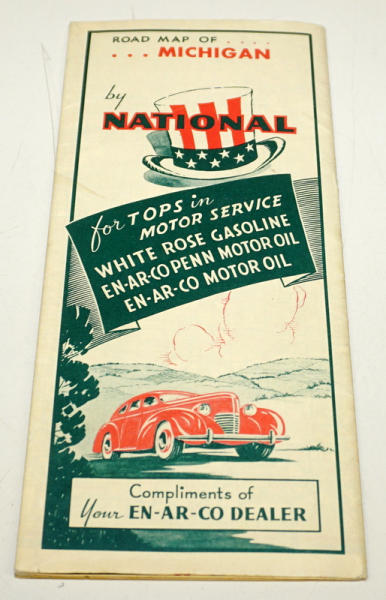 ROAD MAP OF ....
... MICHIGAN
by
NATIONAL
for TOPS in
MOTOR SERVICE
WHITE ROSE GASOLINE
EN-AR-CO PENN MOTOR OIL
EN-AR-CO MOTOR OIL
Compliments of
Your EN-AR-CO DEALER